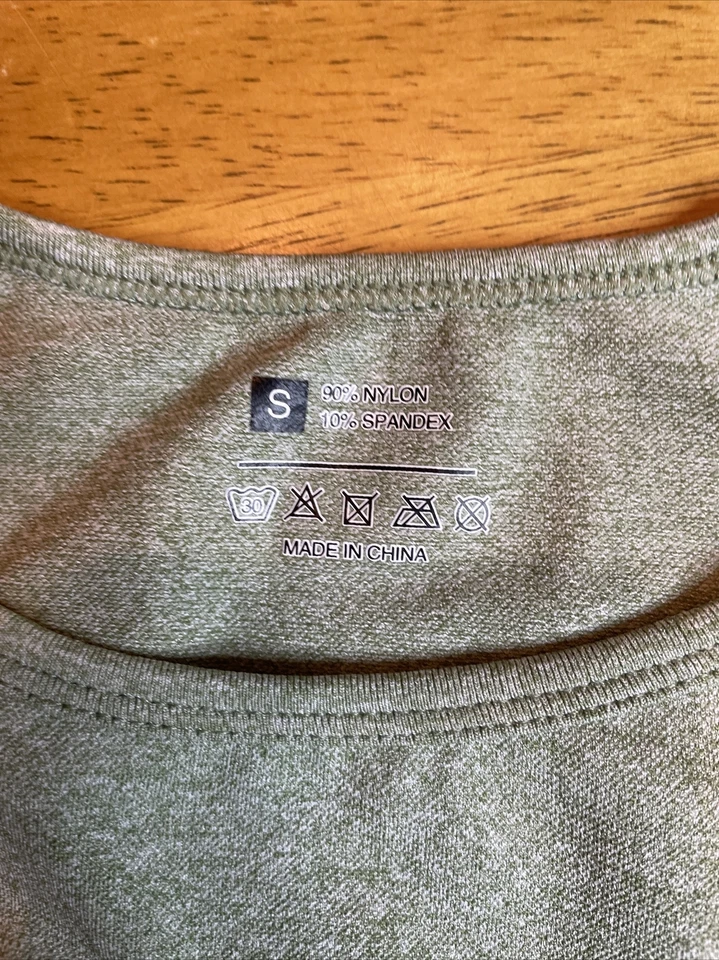 S
90% NYLON
10% SPANDEX
30
MADE IN CHINA